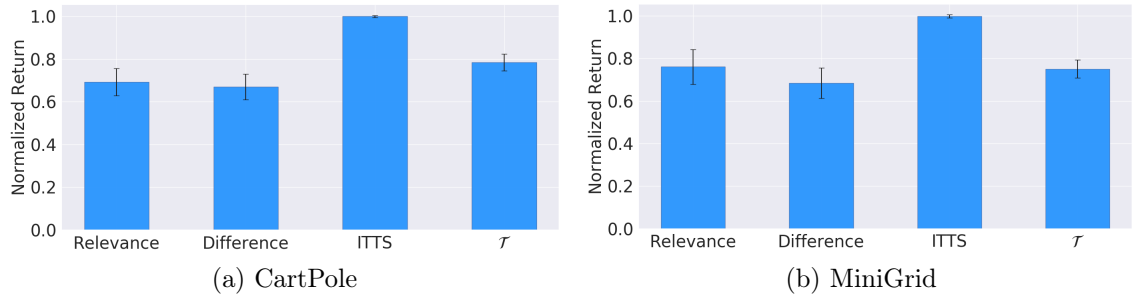 Normalized Return
1.0
0.8
0.6
0.4
0.2
0.0
Relevance Difference ITTS 𝒯
(a) CartPole
Normalized Return
1.0
0.8
0.6
0.4
0.2
0.0
Relevance Difference ITTS 𝒯
(b) MiniGrid